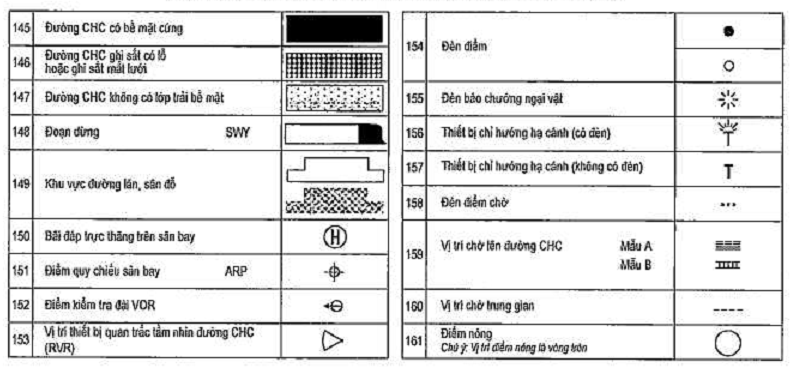 145 Đường CHC có bề mặt cứng
146 Đường CHC ghi sắt có lỗ
hoặc ghi sắt mắt lưới
147 Đường CHC không có lớp trải bề mặt
148 Đoạn dừng SWY
149 Khu vực đường lăn, sân đỗ
150 Bãi đáp trực thăng trên sân bay
H
151 Điểm quy chiếu sân bay ARP
152 Điểm kiểm tra đài VOR
153 Vị trí thiết bị quan trắc tầm nhìn đường CHC
(RVR)
154 Đèn điểm
155 Đèn báo chướng ngại vật
156 Thiết bị chỉ hướng hạ cánh (có đèn)
157 Thiết bị chỉ hướng hạ cánh (không có đèn) T
158 Đèn điểm chờ
159 Vị trí chờ lên đường CHC Mẫu A
Mẫu B
160 Vị trí chờ trung gian
161 Điểm nóng
Chú ý: Vị trí điểm nóng là vòng tròn